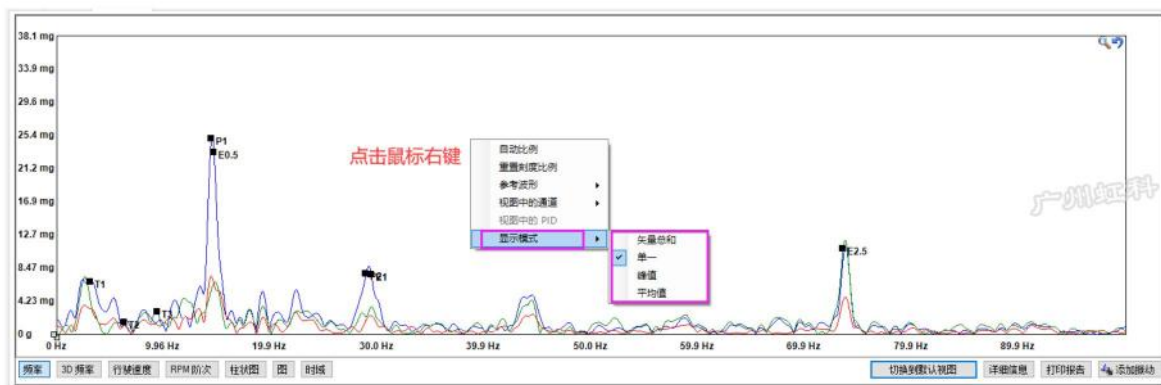 38.1 mg
33.9 mg
29.6 mg
25.4 mg
21.2 mg
16.9 mg
12.7 mg
8.47 mg
4.23 mg
0 g
P1
E0.5
T1
T2
E1
E2.5
点击鼠标右键
自动比例
重置刻度比例
参考波形
视图中的通道
视图中的 PID
显示模式
矢量总和
单一
峰值
平均值
广州虹科
0 Hz 9.96 Hz 19.9 Hz 30.0 Hz 39.9 Hz 50.0 Hz 59.9 Hz 69.9 Hz 79.9 Hz 89.9 Hz
频率 3D 频率 行驶速度 RPM 阶次 柱状图 图 时域 切换到默认视图 详细信息 打印报告 添加振动